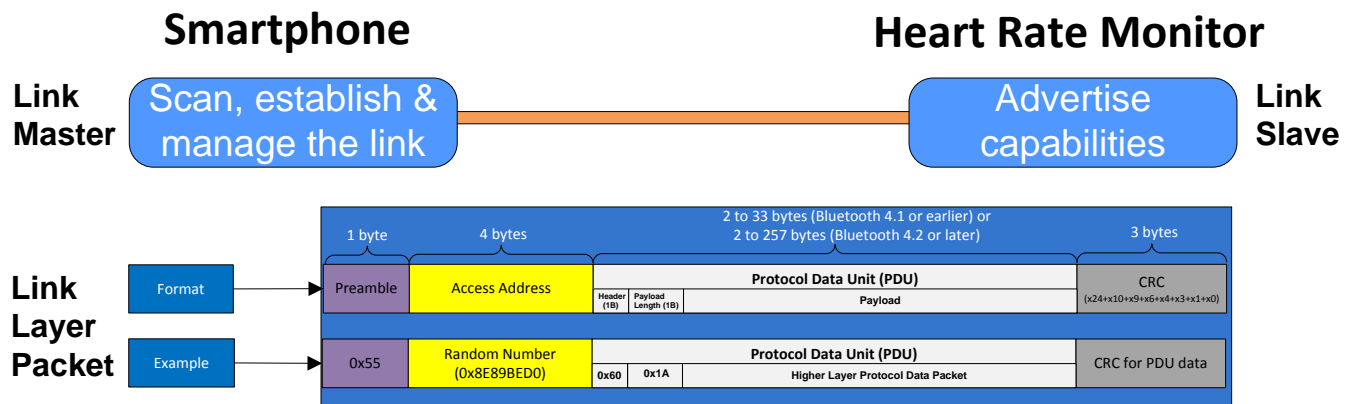 Smartphone
Heart Rate Monitor
Link
Master
Scan, establish &
manage the link
Advertise
capabilities
Link
Slave
2 to 33 bytes (Bluetooth 4.1 or earlier) or
2 to 257 bytes (Bluetooth 4.2 or later)
1 byte
4 bytes
3 bytes
Link
Layer
Packet
Format
Preamble
Access Address
Protocol Data Unit (PDU)
Header
(1B)
Payload
Length (1B)
Payload
CRC
(x24+x10+x9+x6+x4+x3+x1+x0)
Example
0x55
Random Number
(0x8E89BED0)
Protocol Data Unit (PDU)
0x60
0x1A
Higher Layer Protocol Data Packet
CRC for PDU data